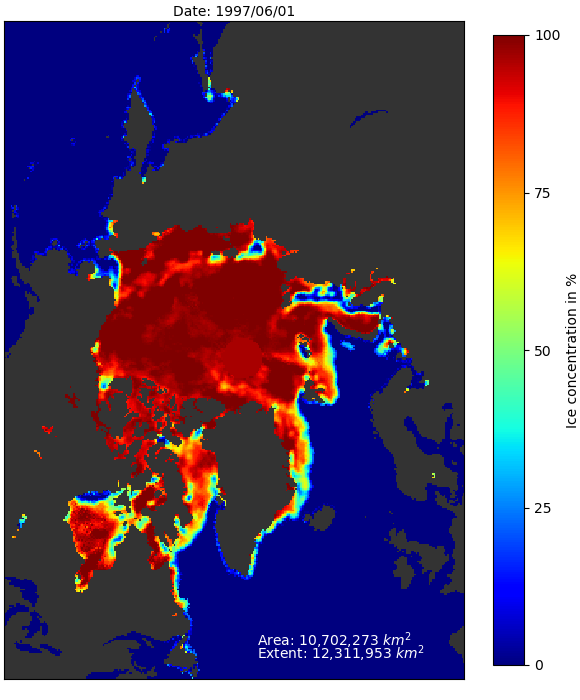 Date: 1997/06/01
100
75
50
25
0
Ice concentration in %
Area: 10,702,273 km²
Extent: 12,311,953 km²